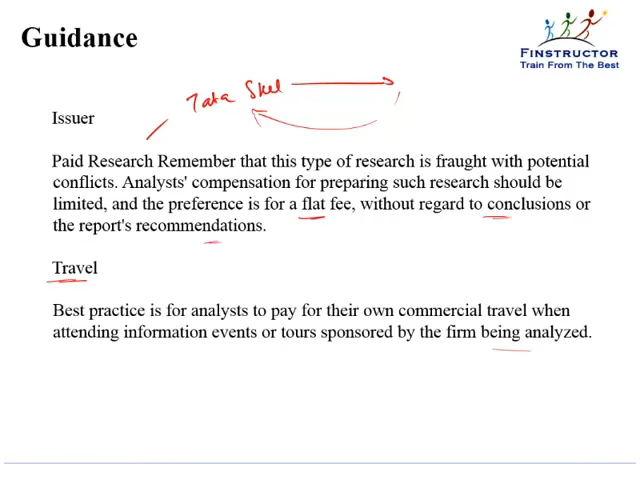 Guidance
FINSTRUCTOR
Train From The Best
Tata Steel
Issuer
Paid Research Remember that this type of research is fraught with potential
conflicts. Analysts' compensation for preparing such research should be
limited, and the preference is for a flat fee, without regard to conclusions or
the report's recommendations.
Travel
Best practice is for analysts to pay for their own commercial travel when
attending information events or tours sponsored by the firm being analyzed.